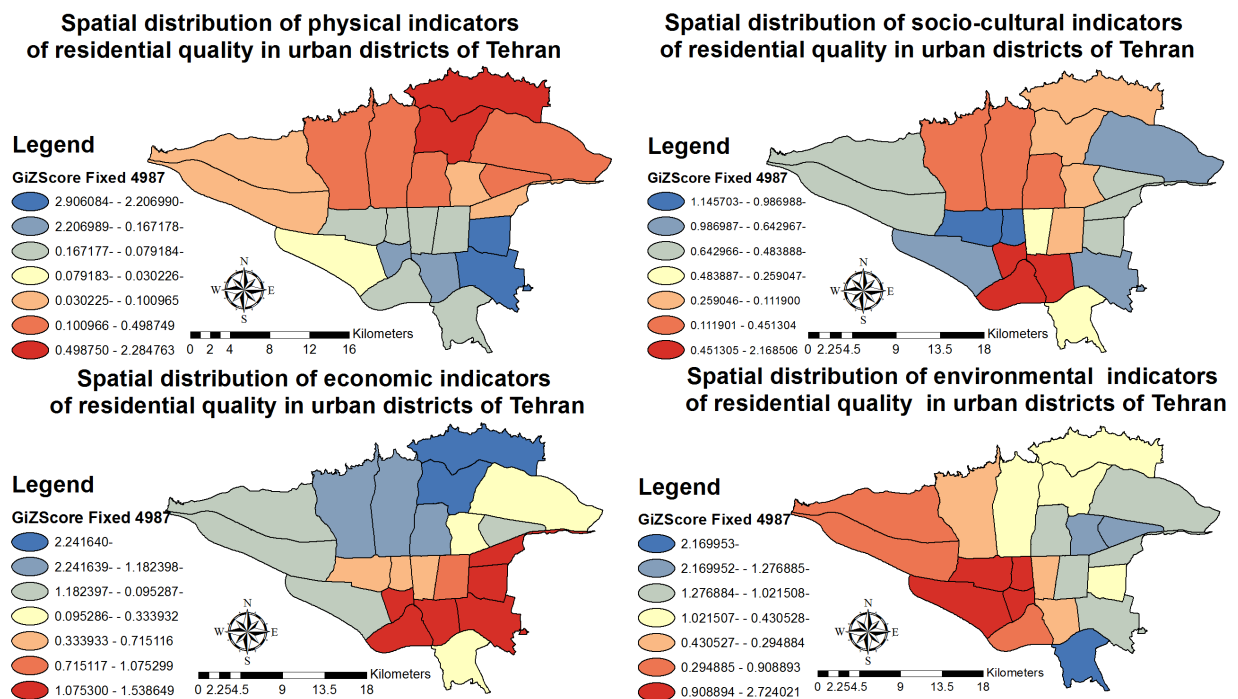 Spatial distribution of physical indicators
of residential quality in urban districts of Tehran
Legend
GiZScore Fixed 4987
2.906084- - 2.206990-
2.206989- - 0.167178-
0.167177- - 0.079184-
0.079183- - 0.030226-
0.030225- - 0.100965
0.100966 - 0.498749
0.498750 - 2.284763
N
W E
S
Kilometers
0 2 4 8 12 16
Spatial distribution of socio-cultural indicators
of residential quality in urban districts of Tehran
Legend
GiZScore Fixed 4987
1.145703- - 0.986988-
0.986987- - 0.642967-
0.642966- - 0.483888-
0.483887- - 0.259047-
0.259046- - 0.111900
0.111901 - 0.451304
0.451305 - 2.168506
N
W E
S
Kilometers
0 2.254.5 9 13.5 18
Spatial distribution of economic indicators
of residential quality in urban districts of Tehran
Legend
GiZScore Fixed 4987
2.241640-
2.241639- - 1.182398-
1.182397- - 0.095287-
0.095286- - 0.333932
0.333933 - 0.715116
0.715117 - 1.075299
1.075300 - 1.538649
N
W E
S
Kilometers
0 2.254.5 9 13.5 18
Spatial distribution of environmental indicators
of residential quality in urban districts of Tehran
Legend
GiZScore Fixed 4987
2.169953-
2.169952- - 1.276885-
1.276884 - 1.021508-
1.021507- - 0.430528-
0.430527- - 0.294884
0.294885 - 0.908893
0.908894 - 2.724021
N
W E
S
Kilometers
0 2.254.5 9 13.5 18